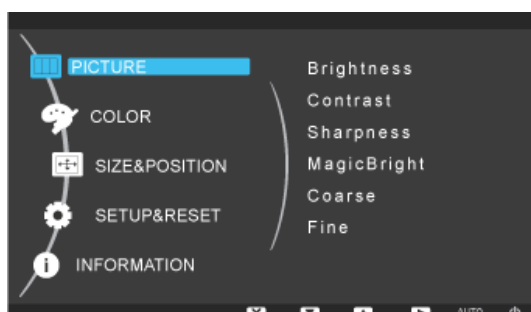 PICTURE
COLOR
SIZE&POSITION
SETUP&RESET
INFORMATION
Brightness
Contrast
Sharpness
MagicBright
Coarse
Fine
AUTO